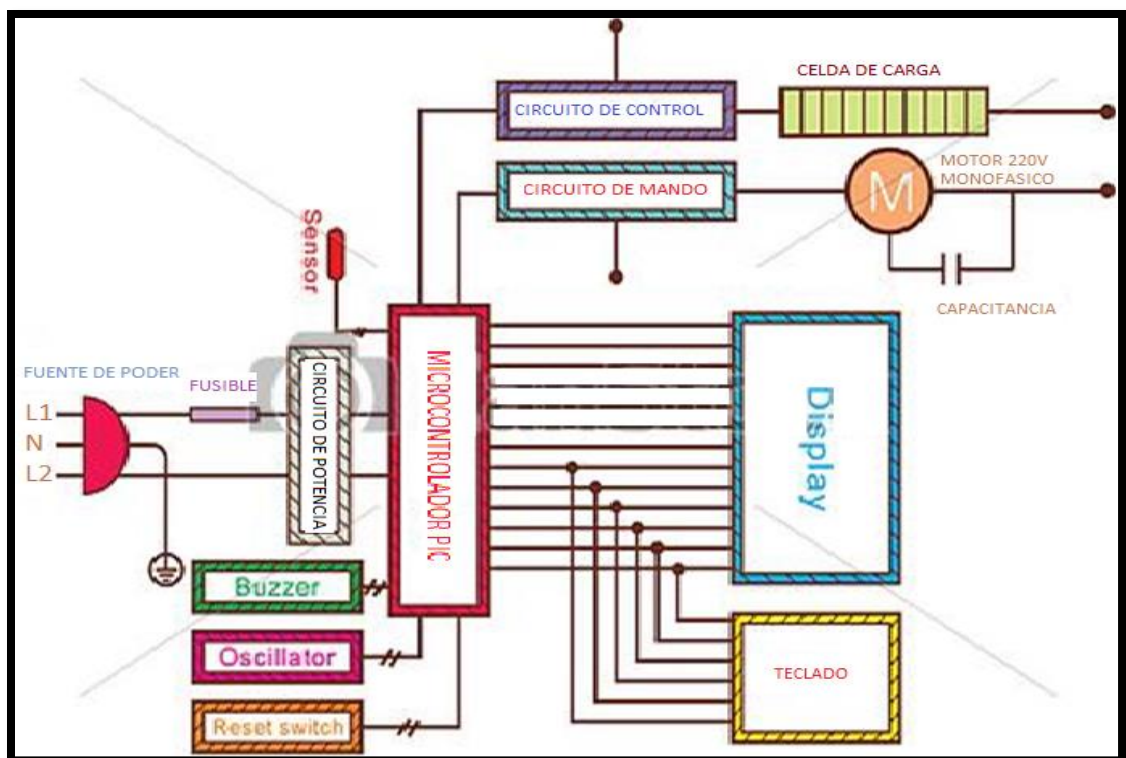 CELDA DE CARGA
CIRCUITO DE CONTROL
MOTOR 220V
MONOFASICO
CIRCUITO DE MANDO
M
Sensor
CAPACITANCIA
FUENTE DE PODER
FUSIBLE
L1
N
L2
CIRCUITO DE POTENCIA
MICROCONTROLADOR PIC
Display
Buzzer
Oscillator
Reset switch
TECLADO